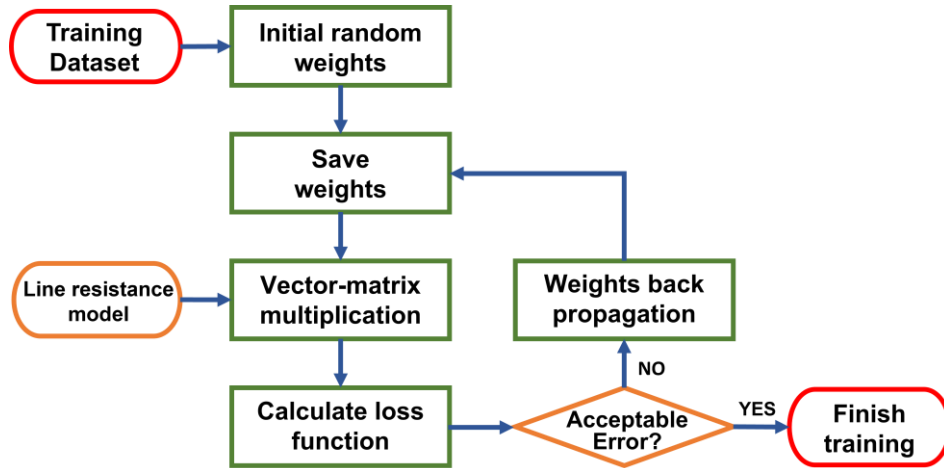 Training
Dataset
Initial random
weights
Save
weights
Line resistance
model
Vector-matrix
multiplication
Weights back
propagation
NO
Calculate loss
function
Acceptable
Error?
YES
Finish
training